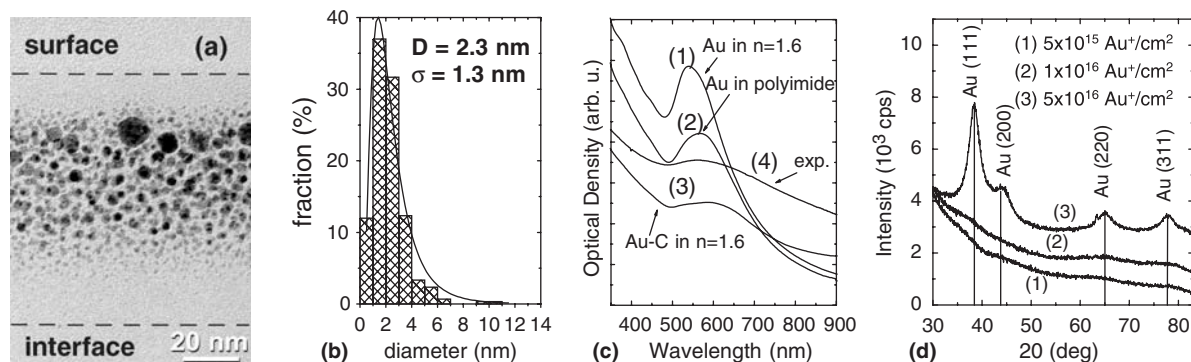 surface
(a)
interface
20 nm
D = 2.3 nm
σ = 1.3 nm
fraction (%)
40
30
20
10
0
0 2 4 6 8 10 12 14
diameter (nm)
(b)
Optical Density (arb. u.)
(1)
Au in n=1.6
Au in polyimide
(2)
(4)
exp.
(3)
Au-C in n=1.6
400 500 600 700 800 900
Wavelength (nm)
(c)
Intensity (10³ cps)
10
8
6
4
2
0
Au (111)
Au (200)
Au (220)
Au (311)
(1) 5x10¹⁵ Au⁺/cm²
(2) 1x10¹⁶ Au⁺/cm²
(3) 5x10¹⁶ Au⁺/cm²
(3)
(2)
(1)
30 40 50 60 70 80
20 (deg)
(d)